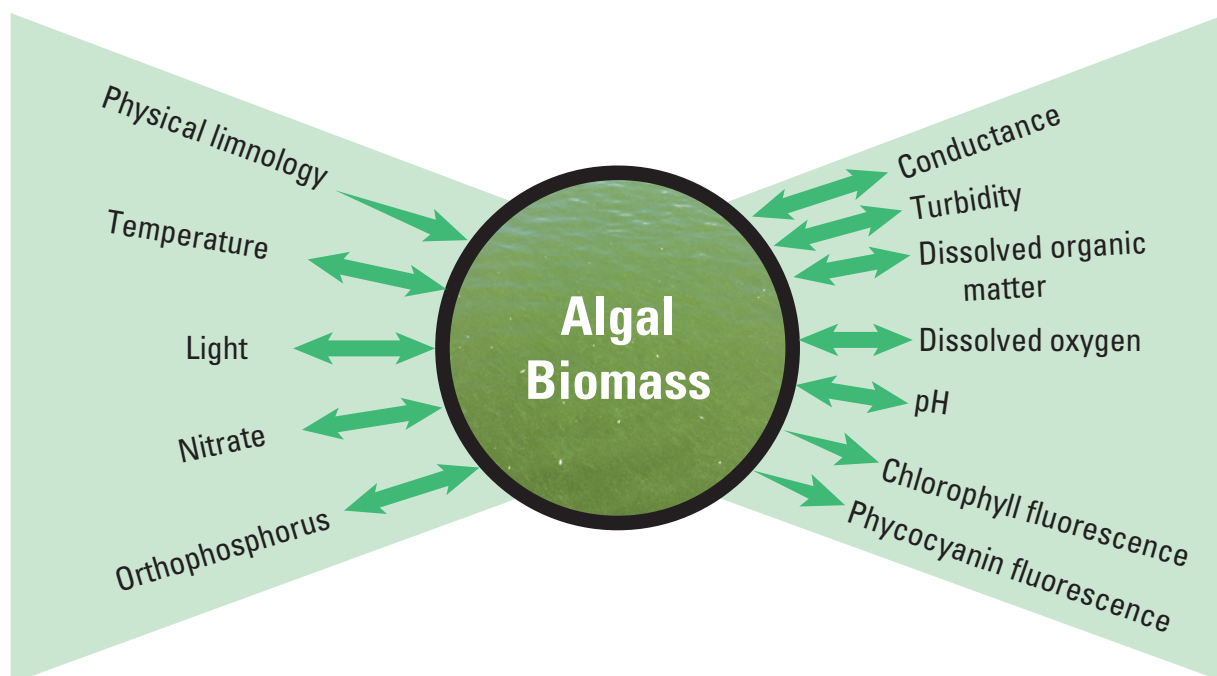 Physical limnology
Temperature
Light
Nitrate
Orthophosphorus
Algal
Biomass
Conductance
Turbidity
Dissolved organic
matter
Dissolved oxygen
pH
Chlorophyll fluorescence
Phycocyanin fluorescence